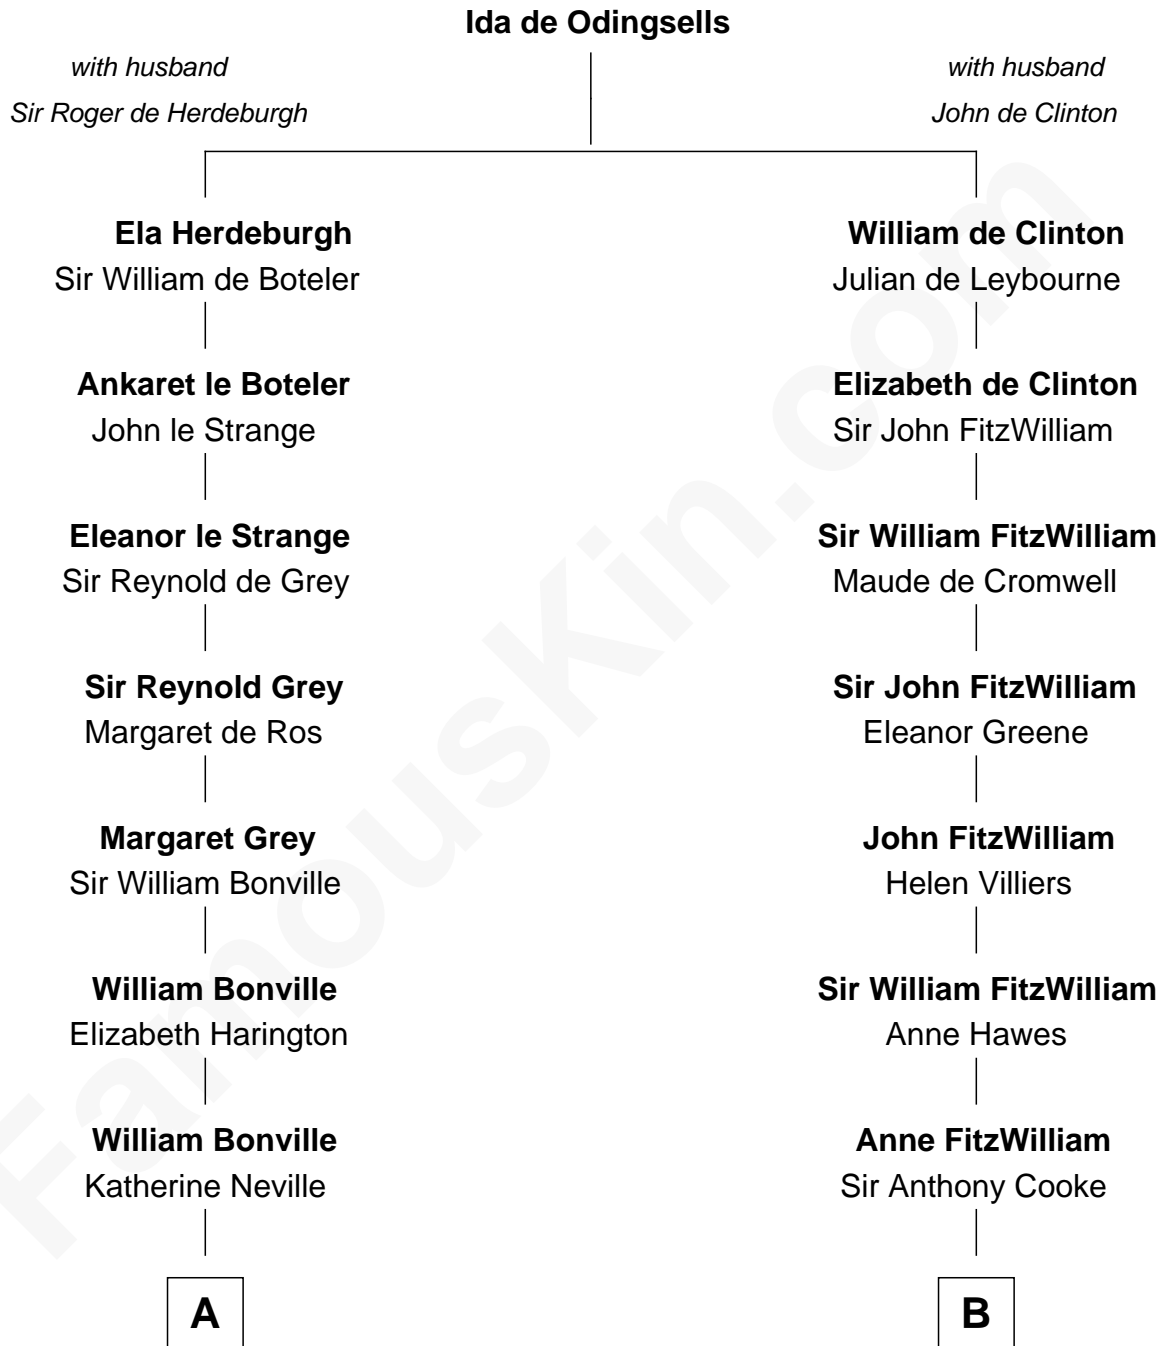 Ida de Odingsells
with husband
Sir Roger de Herdeburgh
with husband
John de Clinton
Ela Herdeburgh
Sir William de Boteler
William de Clinton
Julian de Leybourne
Ankaret le Boteler
John le Strange
Elizabeth de Clinton
Sir John FitzWilliam
Eleanor le Strange
Sir Reynold de Grey
Sir William FitzWilliam
Maude de Cromwell
Sir Reynold Grey
Margaret de Ros
Sir John FitzWilliam
Eleanor Greene
Margaret Grey
Sir William Bonville
John FitzWilliam
Helen Villiers
William Bonville
Elizabeth Harington
Sir William FitzWilliam
Anne Hawes
William Bonville
Katherine Neville
Anne FitzWilliam
Sir Anthony Cooke
A
B
FamousKin.com